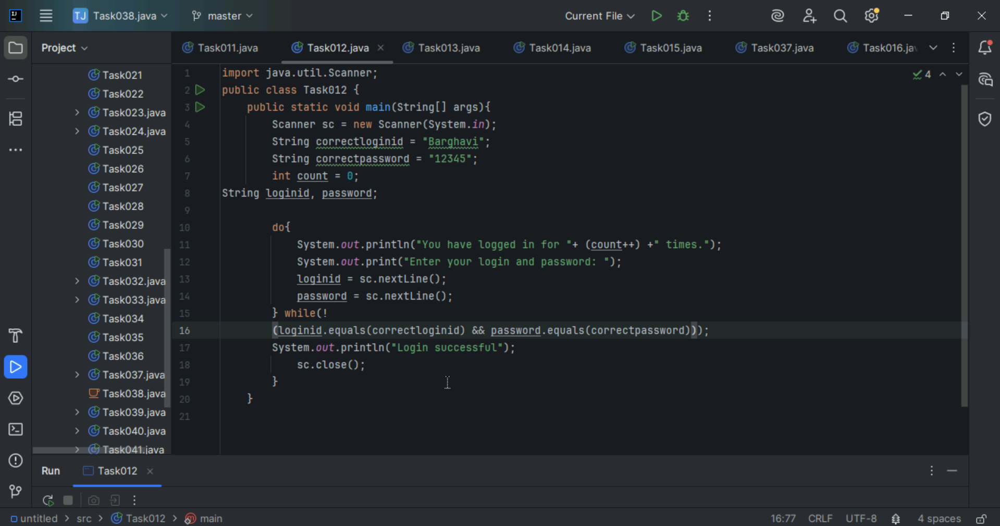 TJ Task038.java master Current File
Project
Task011.java Task012.java Task013.java Task014.java Task015.java Task037.java Task016.jav
Task021
Task022
Task023.java
Task024.java
Task025
Task026
Task027
Task028
Task029
Task030
Task031
Task032.java
Task033.java
Task034
Task035
Task036
Task037.java
Task038.java
Task039.java
Task040.java
Task041.java
4
1 import java.util.Scanner;
2 public class Task012 {
3     public static void main(String[] args){
4         Scanner sc = new Scanner(System.in);
5         String correctloginid = "Barghavi";
6         String correctpassword = "12345";
7         int count = 0;
8 String loginid, password;
9
10         do{
11             System.out.println("You have logged in for "+ (count++) +" times.");
12             System.out.print("Enter your login and password: ");
13             loginid = sc.nextLine();
14             password = sc.nextLine();
15         } while(!
16         (loginid.equals(correctloginid) && password.equals(correctpassword)));
17         System.out.println("Login successful");
18             sc.close();
19         }
20     }
21
Run Task012
untitled > src > Task012 > main
16:77 CRLF UTF-8 4 spaces